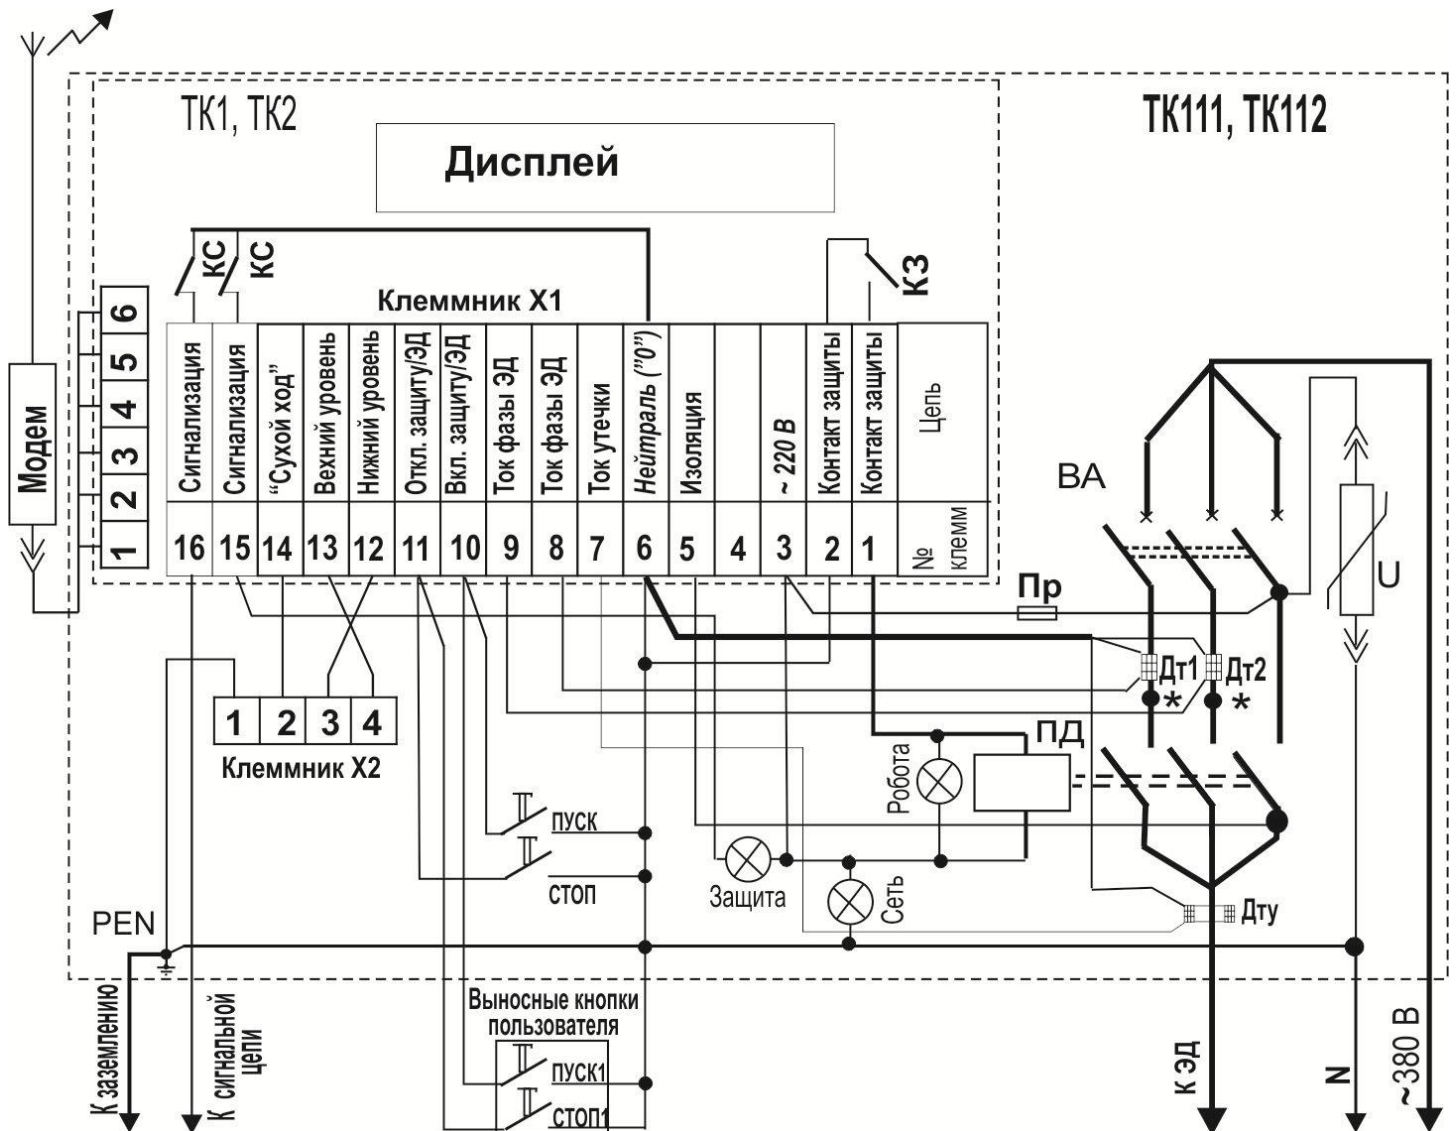 ТК1, ТК2
ТК111, ТК112
Дисплей
КС
КС
КЗ
Клеммник Х1
6
5
4
3
2
1
Модем
Сигнализация
Сигнализация
“Сухой ход”
Вехний уровень
Нижний уровень
Откл. защиту/ЭД
Вкл. защиту/ЭД
Ток фазы ЭД
Ток фазы ЭД
Ток утечки
Нейтраль ("0")
Изоляция
~ 220 В
Контакт защиты
Контакт защиты
Цепь
16 15 14 13 12 11 10 9 8 7 6 5 4 3 2 1
№
клемм
ВА
U
Пр
Дт1
*
Дт2
*
1 2 3 4
Клеммник Х2
ПД
Робота
ПУСК
СТОП
Защита
Сеть
Дту
PEN
К заземлению
К сигнальной
цепи
Выносные кнопки
пользователя
ПУСК1
СТОП1
К ЭД
N
~380 В